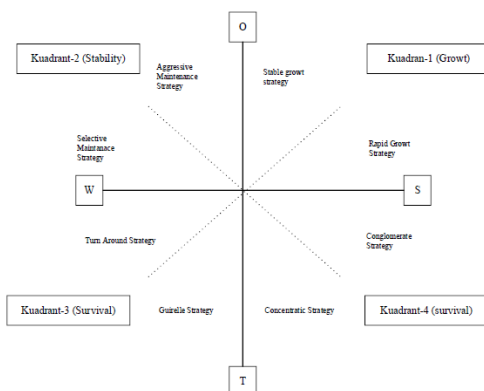 O
Kuadrant-2 (Stability)
Kuadran-1 (Growt)
Aggressive
Maintenance
Strategy
Stable growt
strategy
Selective
Maintanace
Strategy
Rapid Growt
Strategy
W
S
Turn Around Strategy
Conglomerate
Strategy
Kuadrant-3 (Survival)
Guirelle Strategy
Concentratic Strategy
Kuadrant-4 (survival)
T